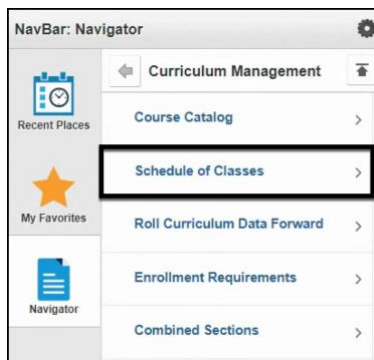 NavBar: Navigator
Recent Places
My Favorites
Navigator
Curriculum Management
Course Catalog
Schedule of Classes
Roll Curriculum Data Forward
Enrollment Requirements
Combined Sections